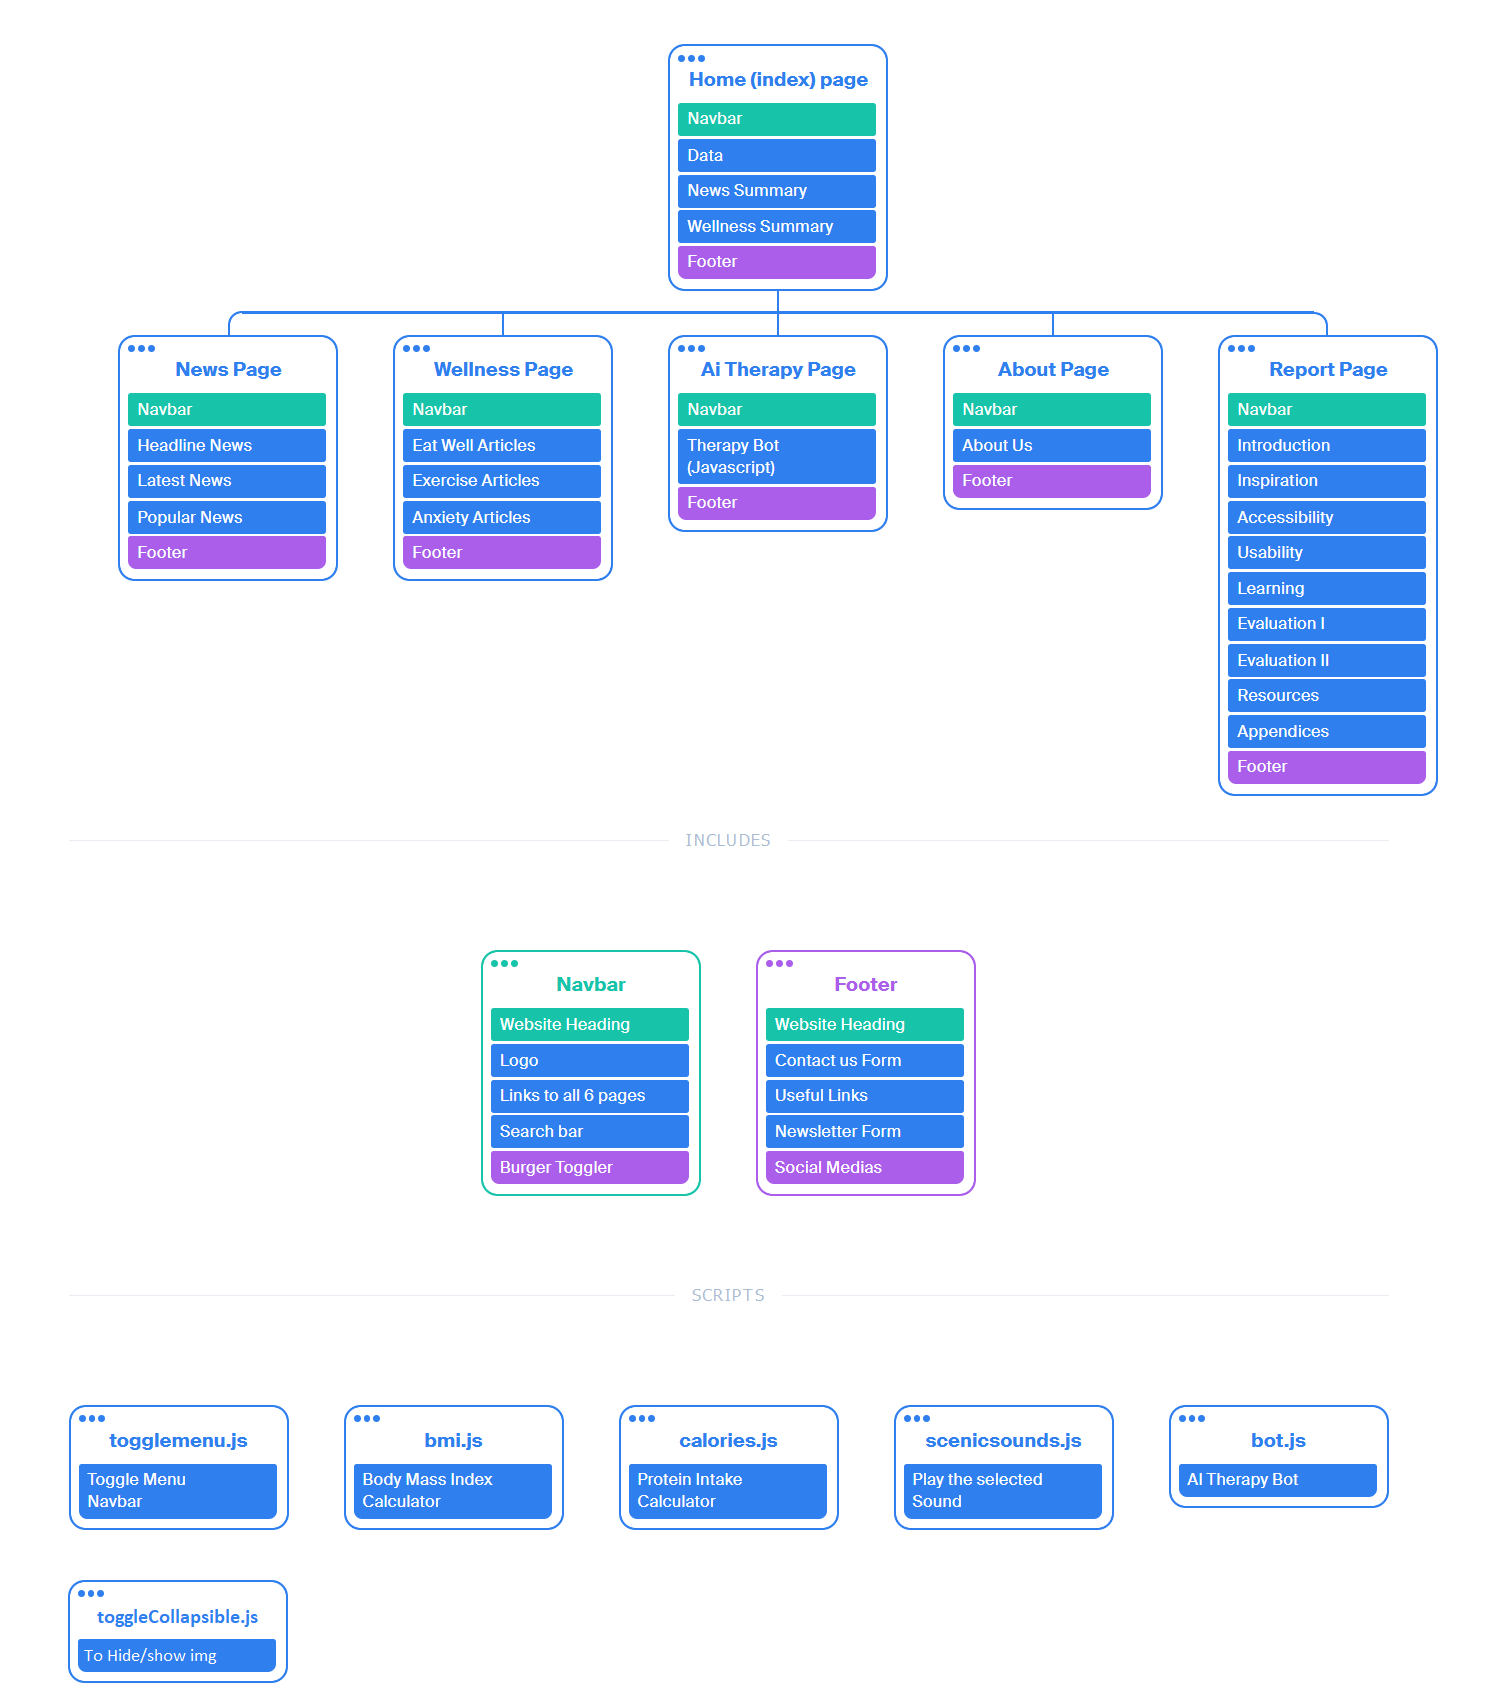 Home (index) page
Navbar
Data
News Summary
Wellness Summary
Footer
News Page
Navbar
Headline News
Latest News
Popular News
Footer
Wellness Page
Navbar
Eat Well Articles
Exercise Articles
Anxiety Articles
Footer
Ai Therapy Page
Navbar
Therapy Bot
(Javascript)
Footer
About Page
Navbar
About Us
Footer
Report Page
Navbar
Introduction
Inspiration
Accessibility
Usability
Learning
Evaluation I
Evaluation II
Resources
Appendices
Footer
INCLUDES
Navbar
Website Heading
Logo
Links to all 6 pages
Search bar
Burger Toggler
Footer
Website Heading
Contact us Form
Useful Links
Newsletter Form
Social Medias
SCRIPTS
togglemenu.js
Toggle Menu
Navbar
bmi.js
Body Mass Index
Calculator
calories.js
Protein Intake
Calculator
scenicsounds.js
Play the selected
Sound
bot.js
AI Therapy Bot
toggleCollapsible.js
To Hide/show img